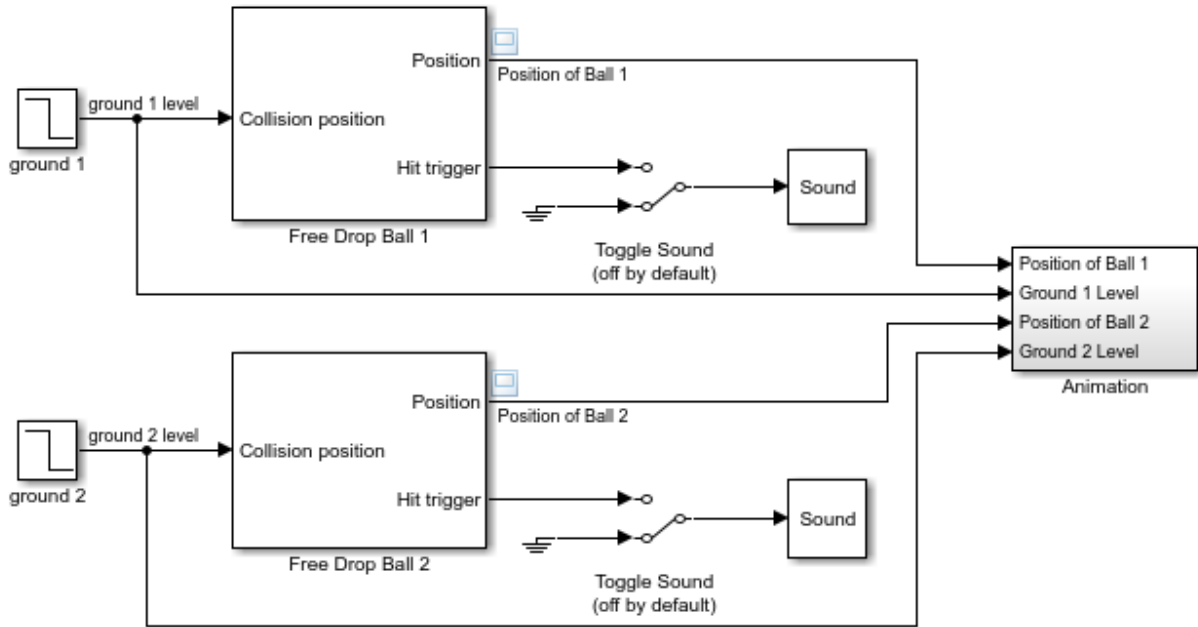 Position
Position of Ball 1
ground 1 level
Collision position
ground 1
Hit trigger
Sound
Free Drop Ball 1
Toggle Sound
(off by default)
Position of Ball 1
Ground 1 Level
Position of Ball 2
Ground 2 Level
Animation
Position
Position of Ball 2
ground 2 level
Collision position
ground 2
Hit trigger
Sound
Free Drop Ball 2
Toggle Sound
(off by default)